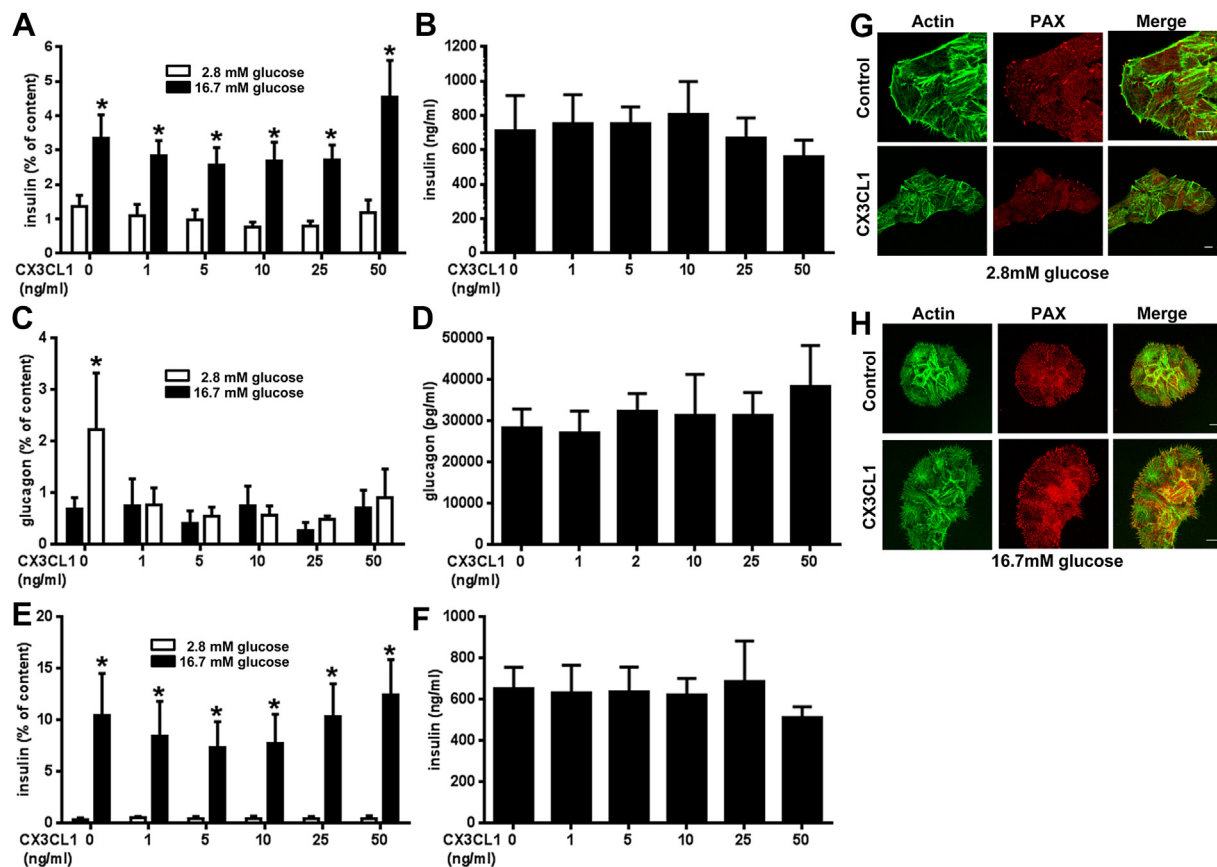 A
insulin (% of content)
6
5
4
3
2
1
0
2.8 mM glucose
16.7 mM glucose
* * * * * *
CX3CL1 0 1 5 10 25 50
(ng/ml)
B
insulin (ng/ml)
1200
1000
800
600
400
200
0
CX3CL1 0 1 5 10 25 50
(ng/ml)
C
glucagon (% of content)
4
3
2
1
0
2.8 mM glucose
16.7 mM glucose
*
CX3CL1 0 1 5 10 25 50
(ng/ml)
D
glucagon (pg/ml)
50000
40000
30000
20000
10000
0
CX3CL1 0 1 2 10 25 50
(ng/ml)
E
insulin (% of content)
20
15
10
5
0
2.8 mM glucose
16.7 mM glucose
* * * * * *
CX3CL1 0 1 5 10 25 50
(ng/ml)
F
insulin (ng/ml)
1000
800
600
400
200
0
CX3CL1 0 1 5 10 25 50
(ng/ml)
G
Actin PAX Merge
Control
CX3CL1
2.8mM glucose
H
Actin PAX Merge
Control
CX3CL1
16.7mM glucose